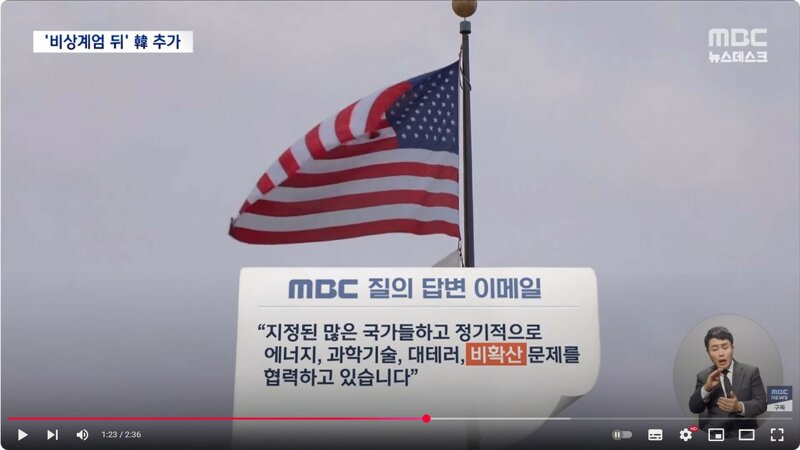 '비상계엄 뒤' 韓 추가
MBC
뉴스데스크
MBC 질의 답변 이메일
“지정된 많은 국가들하고 정기적으로
에너지, 과학기술, 대테러, 비확산 문제를
협력하고 있습니다”
MBC
NEWS
구독
1:23 / 2:36
HD